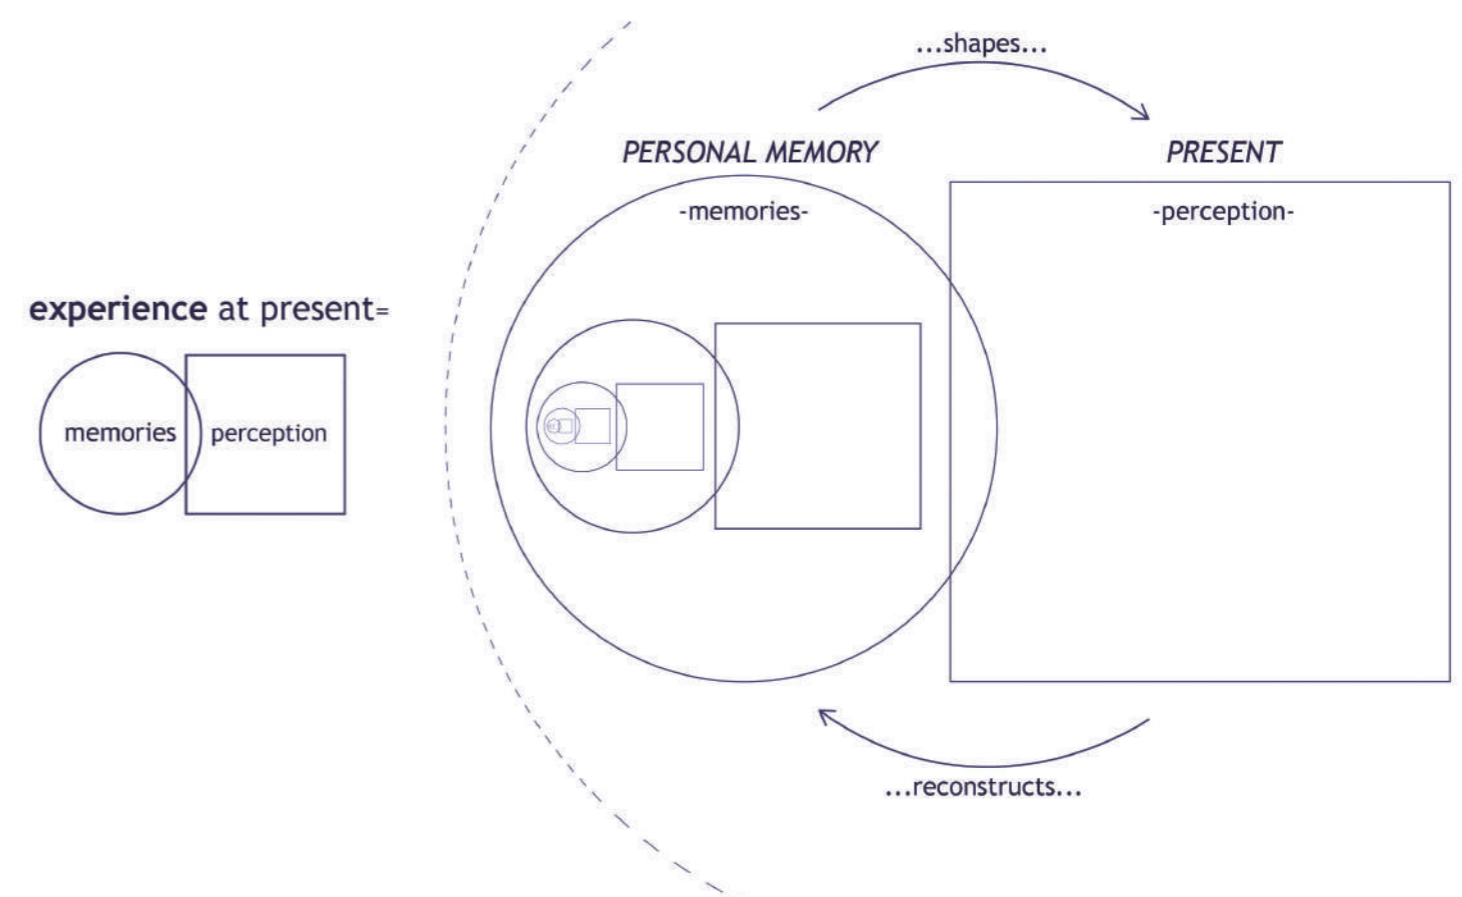 ...shapes...
PERSONAL MEMORY
PRESENT
-memories-
-perception-
experience at present=
memories
perception
...reconstructs...